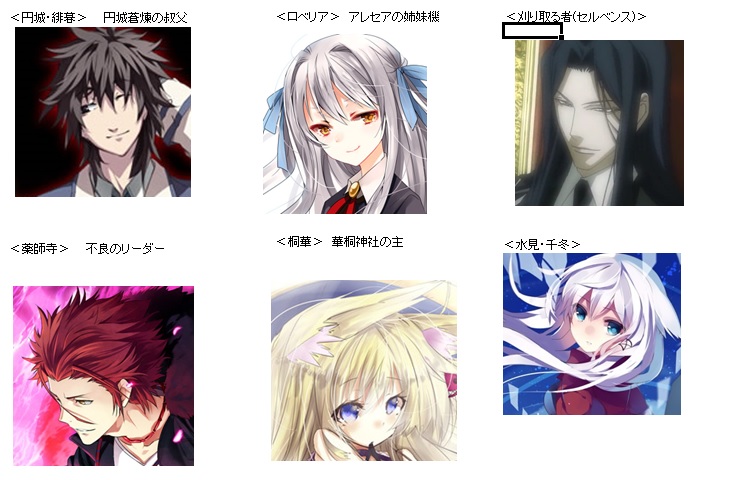 ＜円城・緋暮＞　円城蒼煉の叔父
＜ロベリア＞ アレセアの姉妹機
＜刈り取る者(セルベンス)＞
＜薬師寺＞　不良のリーダー
＜桐華＞ 華桐神社の主
＜水見・千冬＞